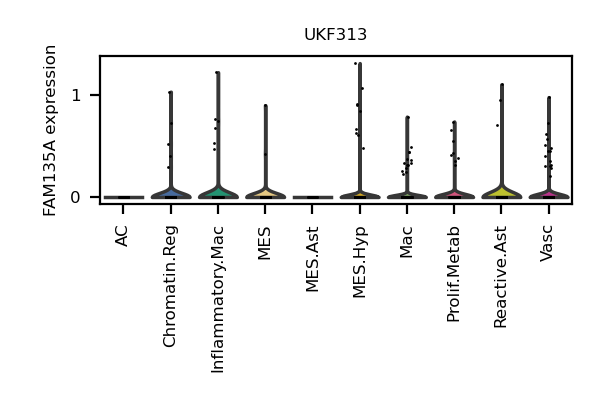 UKF313
FAM135A expression
1
0
AC
Chromatin.Reg
Inflammatory.Mac
MES
MES.Ast
MES.Hyp
Mac
Prolif.Metab
Reactive.Ast
Vasc